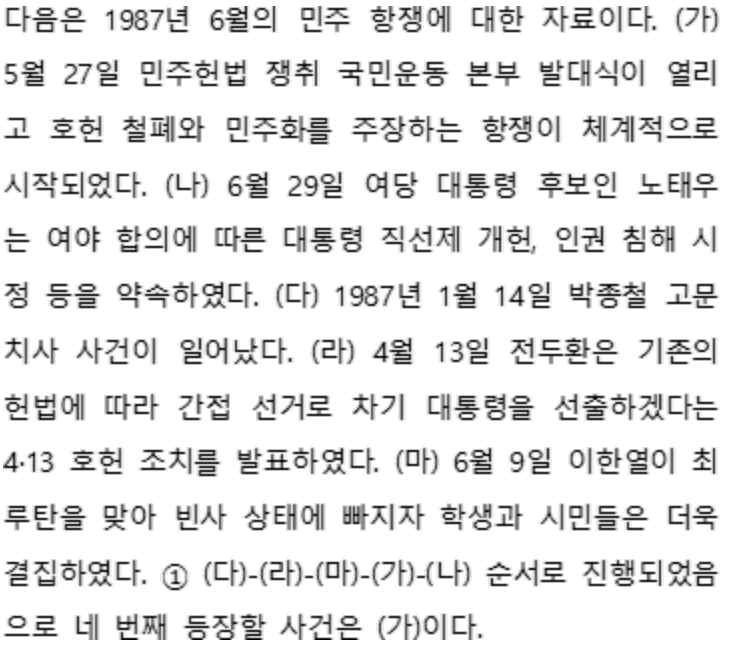 다음은 1987년 6월의 민주 항쟁에 대한 자료이다. (가)
5월 27일 민주헌법 쟁취 국민운동 본부 발대식이 열리
고 호헌 철폐와 민주화를 주장하는 항쟁이 체계적으로
시작되었다. (나) 6월 29일 여당 대통령 후보인 노태우
는 여야 합의에 따른 대통령 직선제 개헌, 인권 침해 시
정 등을 약속하였다. (다) 1987년 1월 14일 박종철 고문
치사 사건이 일어났다. (라) 4월 13일 전두환은 기존의
헌법에 따라 간접 선거로 차기 대통령을 선출하겠다는
4·13 호헌 조치를 발표하였다. (마) 6월 9일 이한열이 최
루탄을 맞아 빈사 상태에 빠지자 학생과 시민들은 더욱
결집하였다. ① (다)-(라)-(마)-(가)-(나) 순서로 진행되었음
으로 네 번째 등장할 사건은 (가)이다.